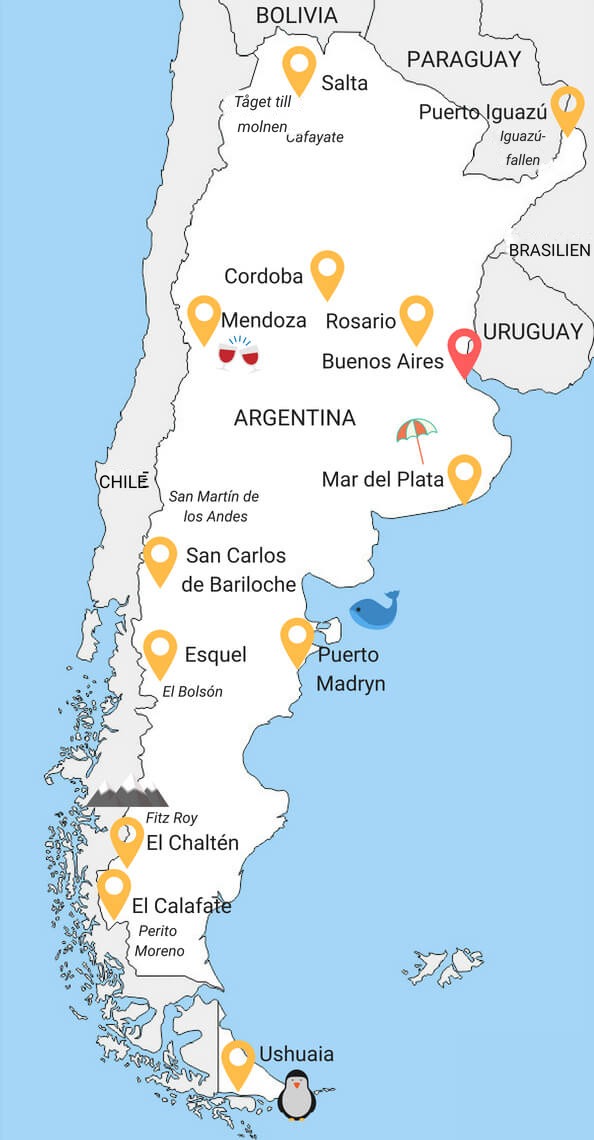 BOLIVIA
PARAGUAY
Salta
Tåget till
molnen
Cafayate
Puerto Iguazú
Iguazú-
fallen
BRASILIEN
Cordoba
Mendoza
Rosario
URUGUAY
Buenos Aires
ARGENTINA
Mar del Plata
CHILE
San Martín de
los Andes
San Carlos
de Bariloche
Esquel
El Bolsón
Puerto
Madryn
Fitz Roy
El Chaltén
El Calafate
Perito
Moreno
Ushuaia